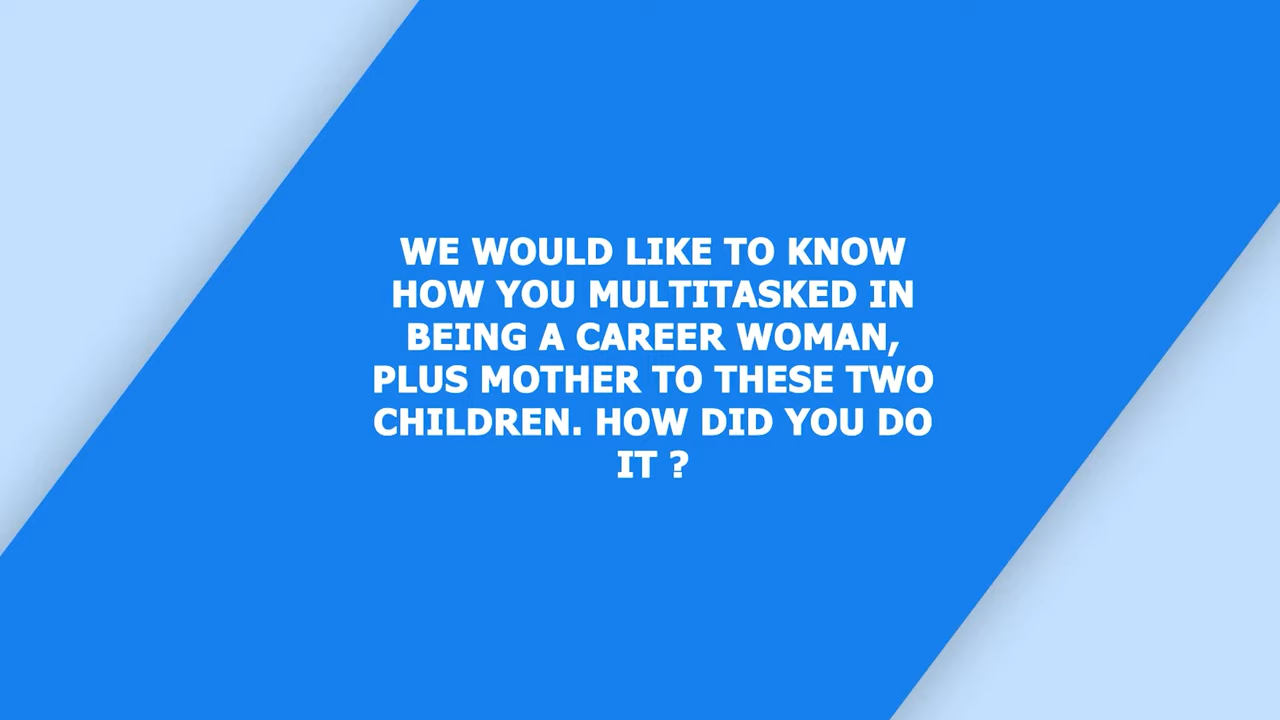 WE WOULD LIKE TO KNOW
HOW YOU MULTITASKED IN
BEING A CAREER WOMAN,
PLUS MOTHER TO THESE TWO
CHILDREN. HOW DID YOU DO
IT ?